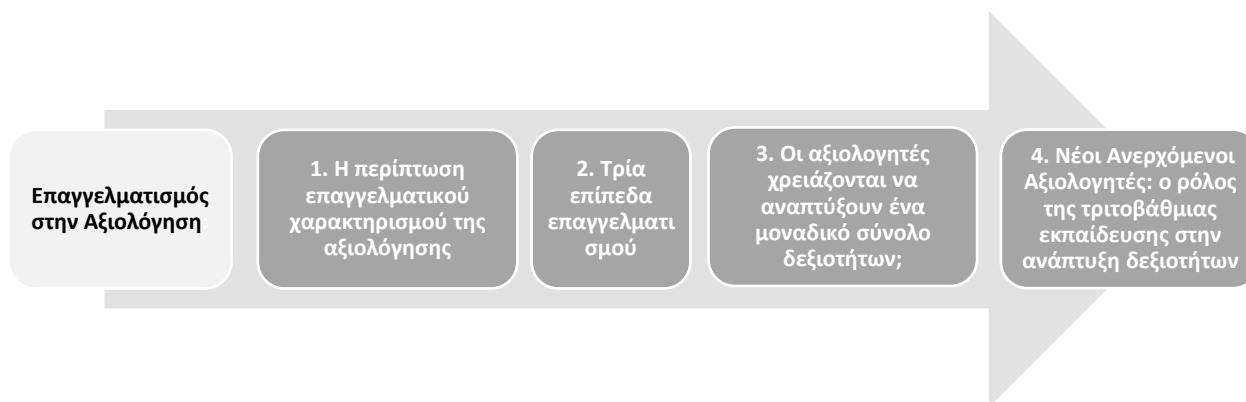 Επαγγελματισμός
στην Αξιολόγηση
1. Η περίπτωση
επαγγελματικού
χαρακτηρισμού της
αξιολόγησης
2. Τρία
επίπεδα
επαγγελματι
σμού
3. Οι αξιολογητές
χρειάζονται να
αναπτύξουν ένα
μοναδικό σύνολο
δεξιοτήτων;
4. Νέοι Ανερχόμενοι
Αξιολογητές: ο ρόλος
της τριτοβάθμιας
εκπαίδευσης στην
ανάπτυξη δεξιοτήτων